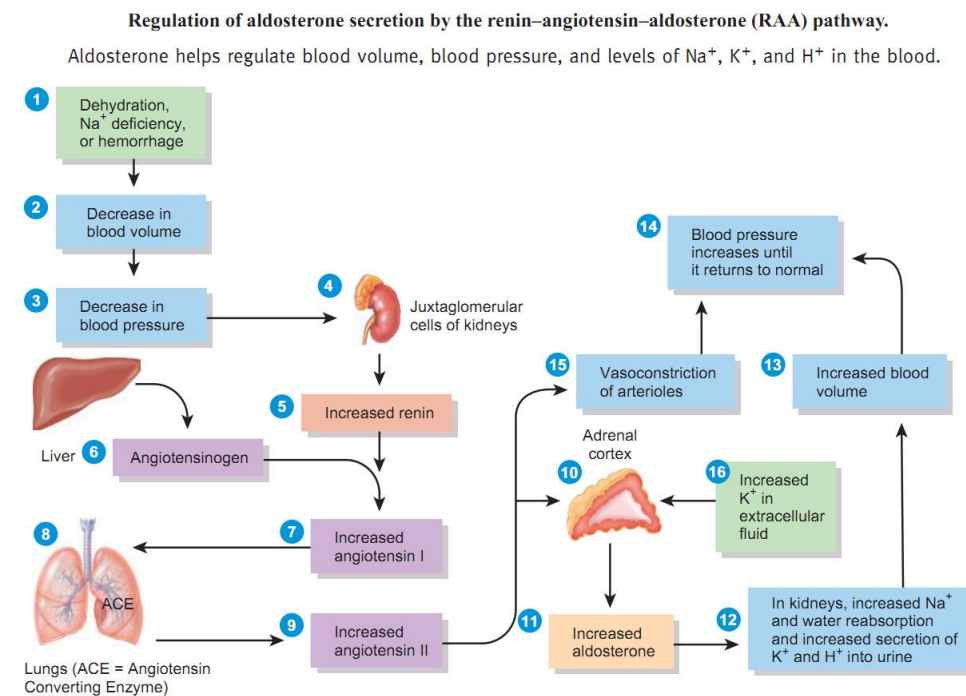 Regulation of aldosterone secretion by the renin–angiotensin–aldosterone (RAA) pathway.
Aldosterone helps regulate blood volume, blood pressure, and levels of Na⁺, K⁺, and H⁺ in the blood.
1
Dehydration,
Na⁺ deficiency,
or hemorrhage
2
Decrease in
blood volume
3
Decrease in
blood pressure
4
Juxtaglomerular
cells of kidneys
5
Increased renin
Liver
6
Angiotensinogen
7
Increased
angiotensin I
8
ACE
Lungs (ACE = Angiotensin
Converting Enzyme)
9
Increased
angiotensin II
Adrenal
cortex
10
11
Increased
aldosterone
12
In kidneys, increased Na⁺
and water reabsorption
and increased secretion of
K⁺ and H⁺ into urine
13
Increased blood
volume
14
Blood pressure
increases until
it returns to normal
15
Vasoconstriction
of arterioles
16
Increased
K⁺ in
extracellular
fluid